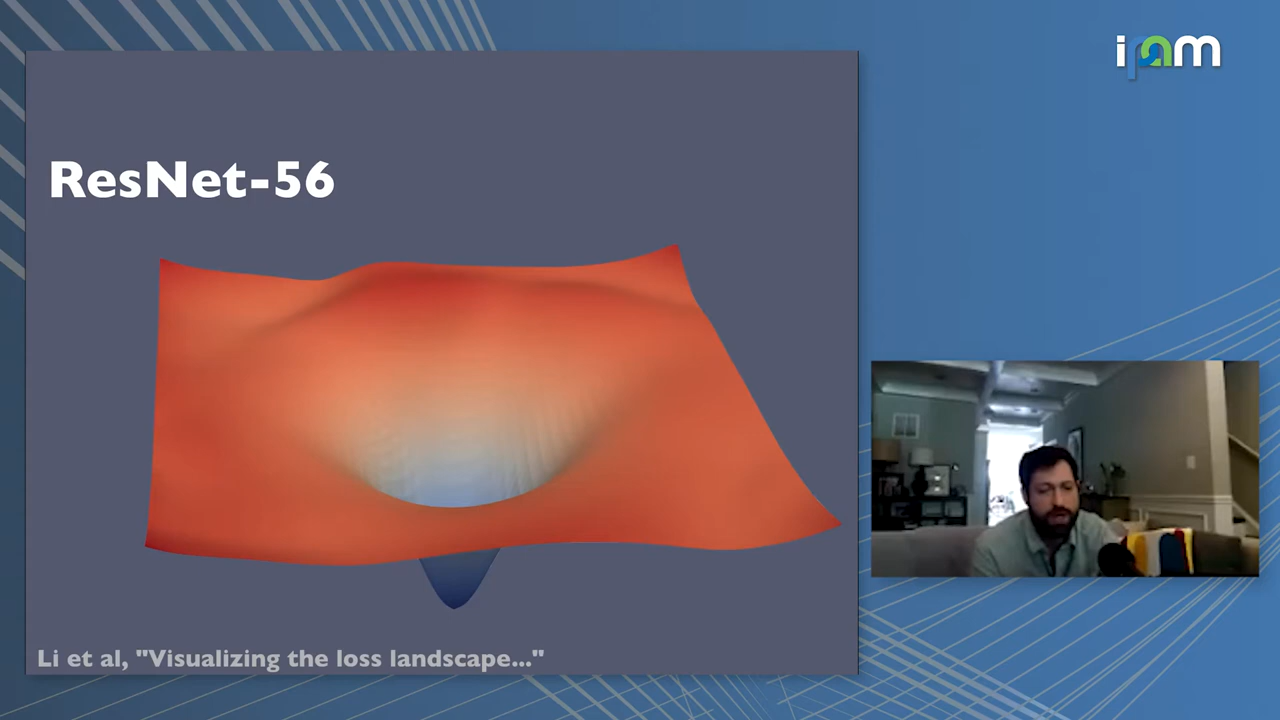 ipam
ResNet-56
Li et al, "Visualizing the loss landscape..."